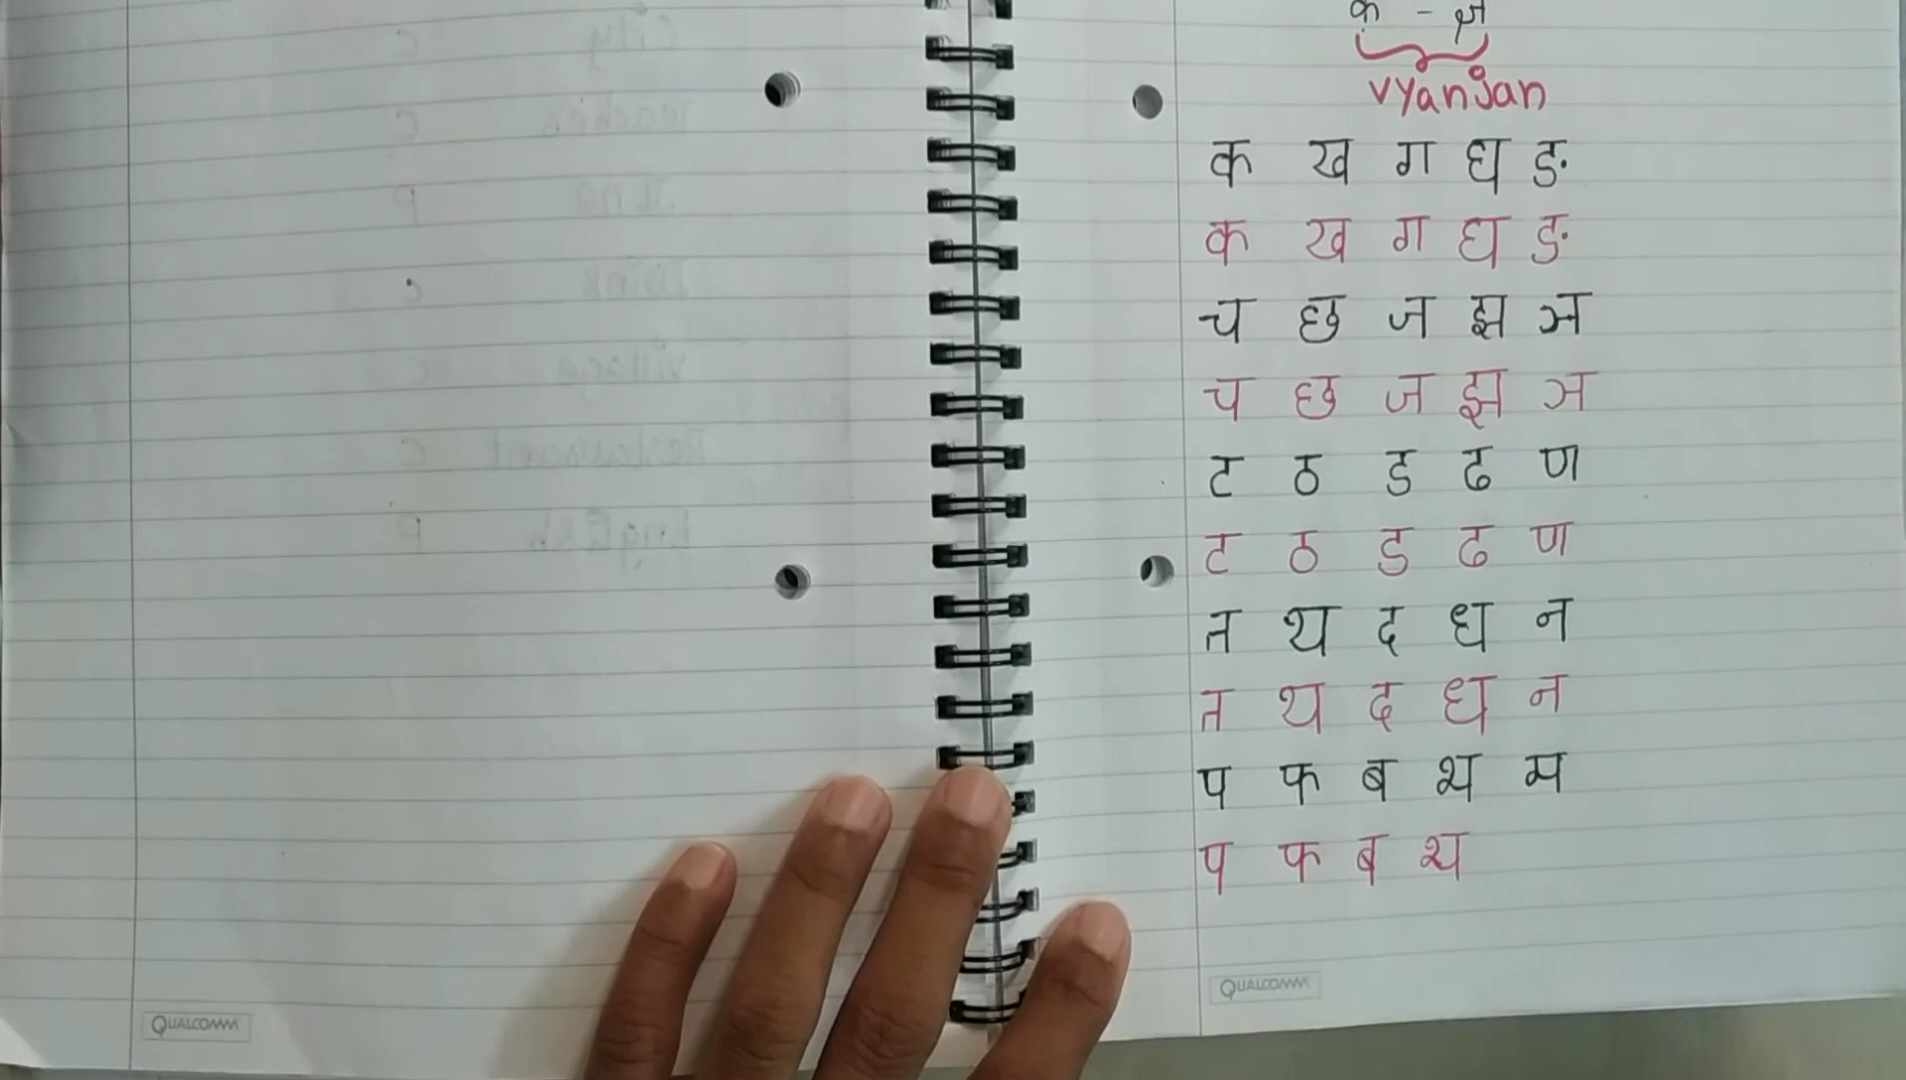 क - ज्ञ
vyanjan
क ख ग घ ङ
क ख ग घ ङ
च छ ज झ ञ
च छ ज झ ञ
ट ठ ड ढ ण
ट ठ ड ढ ण
त थ द ध न
त थ द ध न
प फ ब भ म
प फ ब भ
QUALCOMM
QUALCOMM